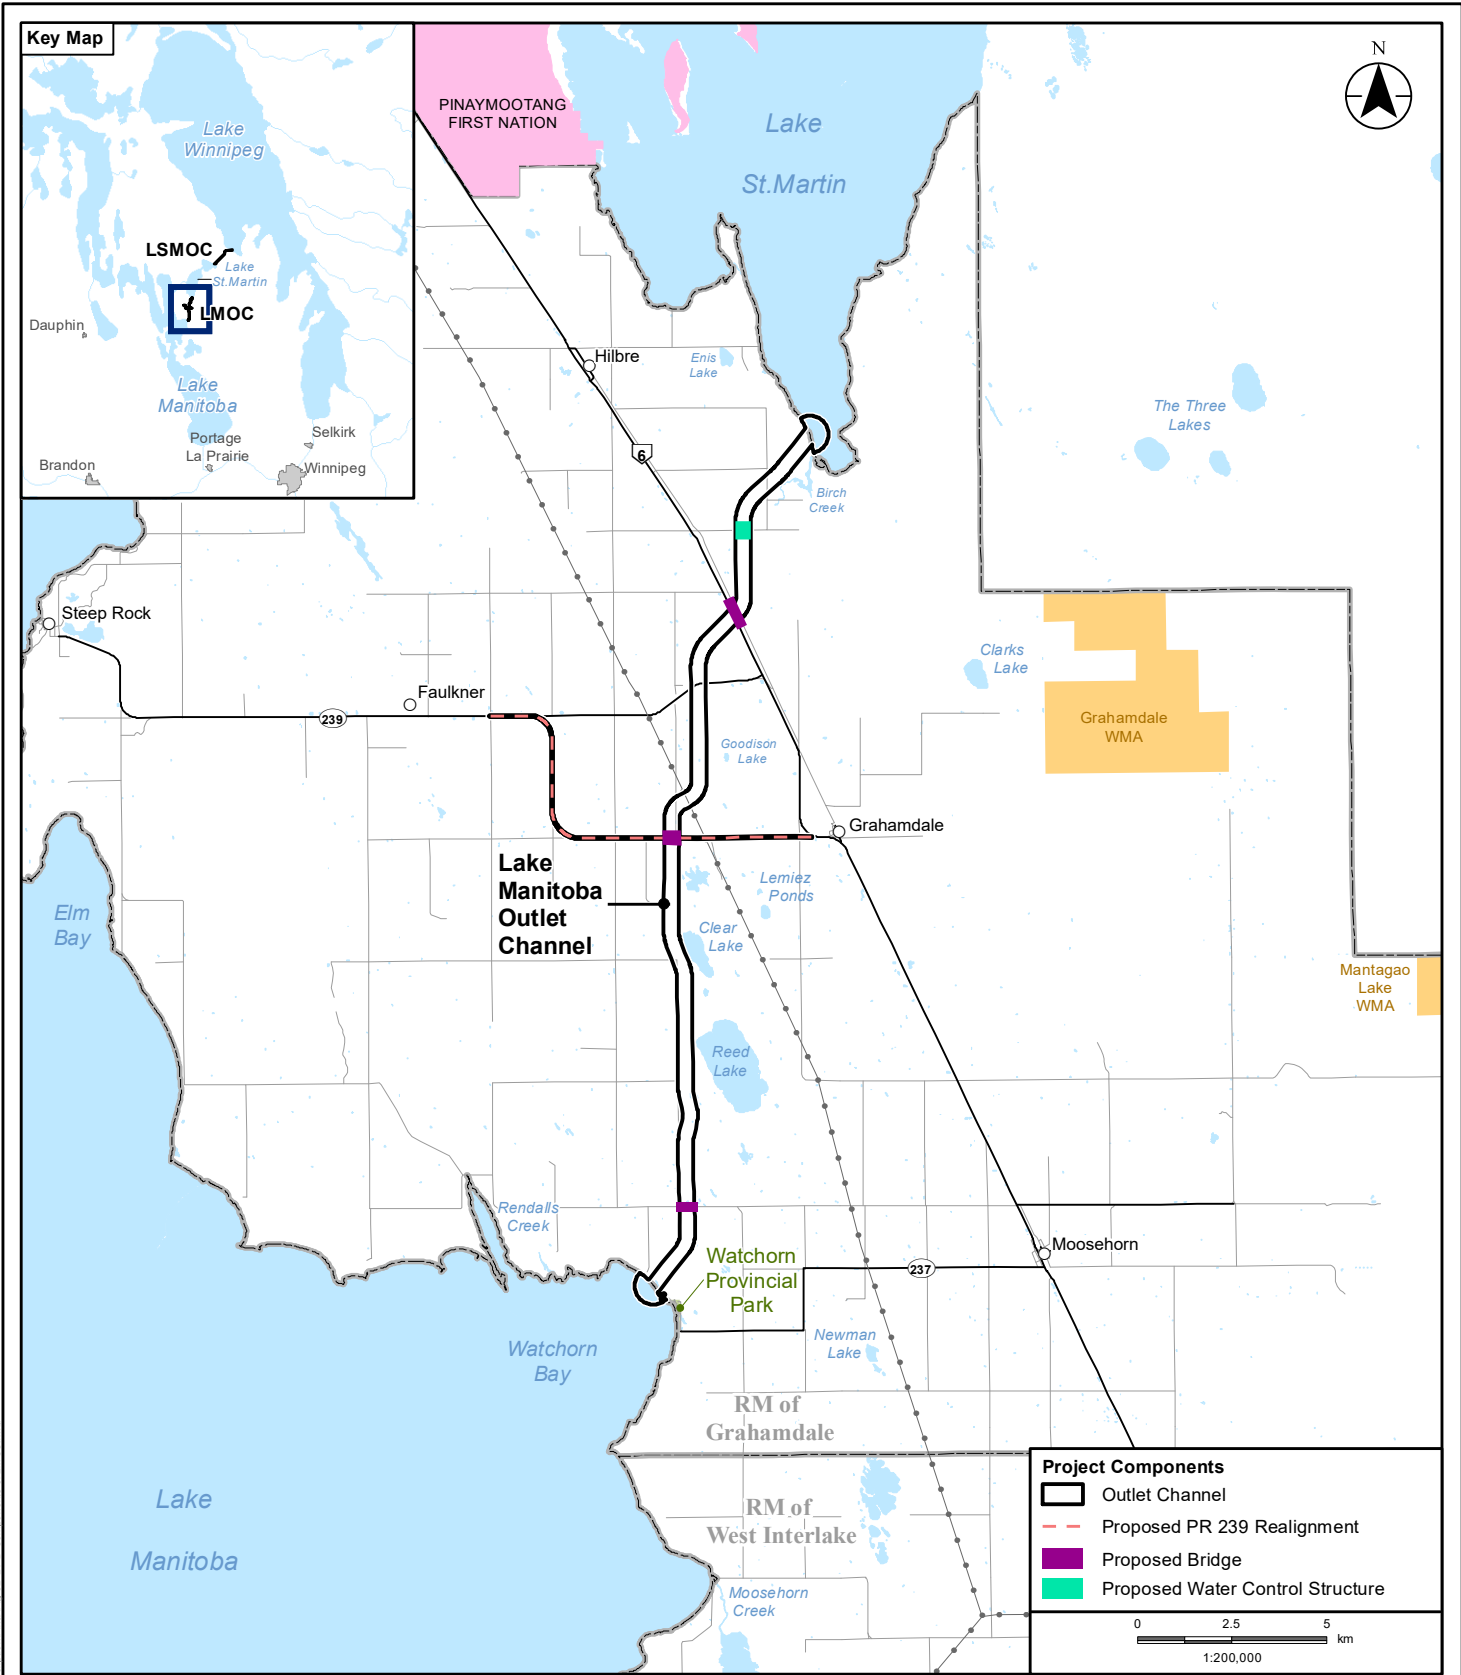 Key Map
Lake
Winnipeg
LSMOC
Lake
St.Martin
LMOC
Dauphin
Lake
Manitoba
Portage
La Prairie
Selkirk
Brandon
Winnipeg
N
PINAYMOOTANG
FIRST NATION
Lake
St.Martin
Hilbre
Enis
Lake
The Three
Lakes
6
Birch
Creek
Steep Rock
Clarks
Lake
Faulkner
239
Grahamdale
WMA
Goodison
Lake
Grahamdale
Lake
Manitoba
Outlet
Channel
Lemiez
Ponds
Elm
Bay
Clear
Lake
Mantagao
Lake
WMA
Reed
Lake
Rendalls
Creek
Watchorn
Provincial
Park
Moosehorn
237
Watchorn
Bay
Newman
Lake
RM of
Grahamdale
RM of
West Interlake
Lake
Manitoba
Moosehorn
Creek
Project Components
Outlet Channel
Proposed PR 239 Realignment
Proposed Bridge
Proposed Water Control Structure
0 2.5 5
km
1:200,000